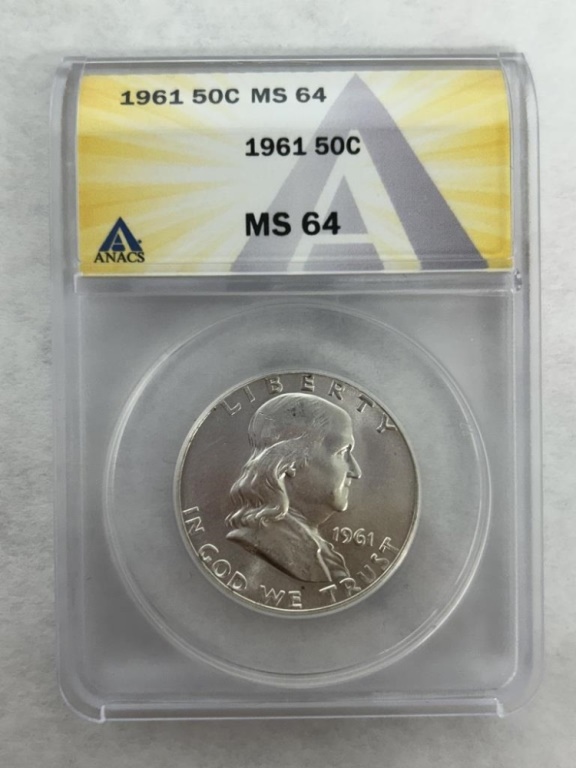 1961 50C MS 64
1961 50C
MS 64
ANACS
LIBERTY
1961
IN GOD WE TRUST